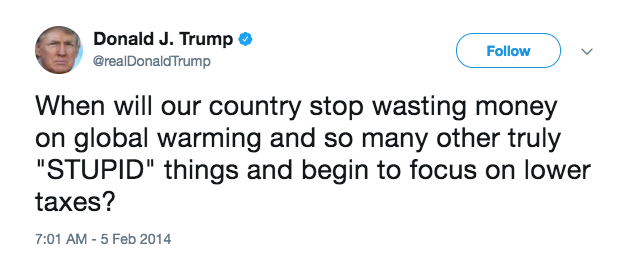 Donald J. Trump
@realDonaldTrump
Follow
When will our country stop wasting money
on global warming and so many other truly
"STUPID" things and begin to focus on lower
taxes?
7:01 AM - 5 Feb 2014